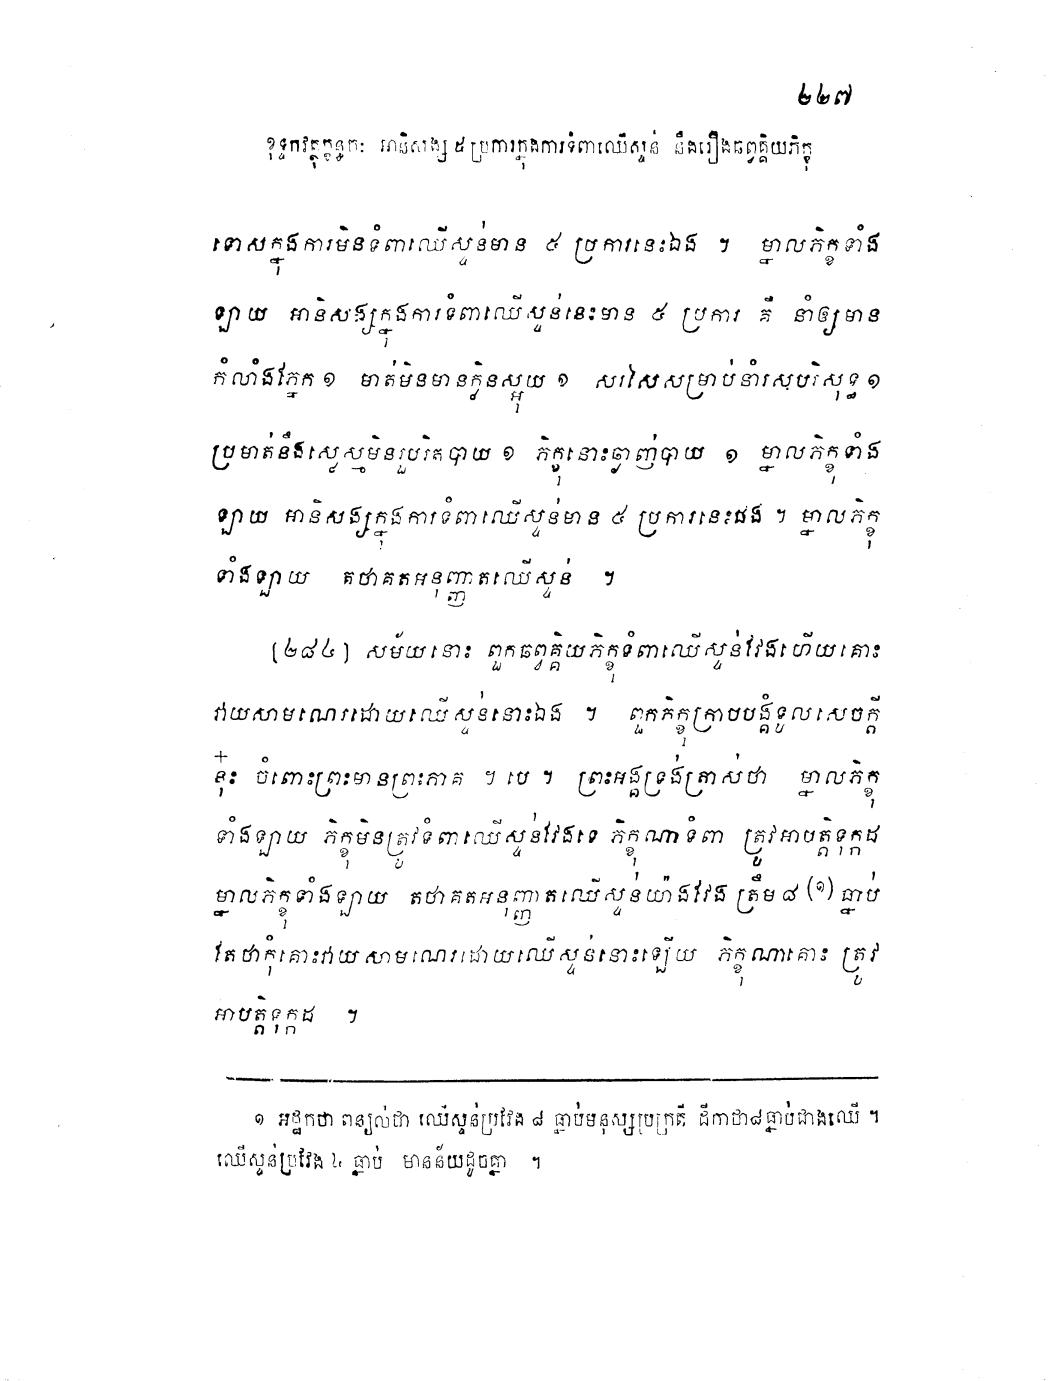 ២២៧
ខុទ្ទកវត្ថុក្ខន្ធកៈ អានិសង្ស ៥ ប្រការក្នុងការទំពាឈើស្ទន់ នឹងរឿងឆព្វគ្គិយភិក្ខុ
ទោសក្នុងការមិនទំពាឈើស្ទន់មាន ៥ ប្រការនេះឯង ។ ម្នាលភិក្ខុទាំង
ឡាយ អានិសង្សក្នុងការទំពាឈើស្ទន់នេះមាន ៥ ប្រការ គឺ នាំឲ្យមាន
កំលាំងភ្នែក ១ មាត់មិនមានក្លិនស្អុយ ១ សរសៃសម្រាប់នាំរសបរិសុទ្ធ ១
ប្រមាត់នឹងស្លេស្មមិនរួបរិតបាយ ១ ភិក្ខុនោះឆ្ងាញ់បាយ ១ ម្នាលភិក្ខុទាំង
ឡាយ អានិសង្សក្នុងការទំពាឈើស្ទន់មាន ៥ ប្រការនេះឯង ។ ម្នាលភិក្ខុ
ទាំងឡាយ តថាគតអនុញ្ញាតឈើស្ទន់ ។
[២៨៤] សម័យនោះ ពួកឆព្វគ្គិយភិក្ខុទំពាឈើស្ទន់វែងហើយគោះ
វាយសាមណេរដោយឈើស្ទន់នោះឯង ។ ពួកភិក្ខុក្រាបបង្គំទូលសេចក្តី
នុ៎ះ ចំពោះព្រះមានព្រះភាគ ។ បេ ។ ព្រះអង្គទ្រង់ត្រាស់ថា ម្នាលភិក្ខុ
ទាំងឡាយ ភិក្ខុមិនត្រូវទំពាឈើស្ទន់វែងទេ ភិក្ខុណាទំពា ត្រូវអាបត្តិទុក្កដ
ម្នាលភិក្ខុទាំងឡាយ តថាគតអនុញ្ញាតឈើស្ទន់យ៉ាងវែង ត្រឹម ៨ (១) ធ្នាប់
តែថាកុំគោះវាយសាមណេរដោយឈើស្ទន់នោះឡើយ ភិក្ខុណាគោះ ត្រូវ
អាបត្តិទុក្កដ ។
១ អដ្ឋកថា ពន្យល់ថា ឈើស្ទន់ប្រវែង ៨ ធ្នាប់មនុស្សប្រក្រតី ដីកាថា ៨ ធ្នាប់ជាងឈើ ។
ឈើស្ទន់ប្រវែង ៤ ធ្នាប់ មានន័យដូចគ្នា ។